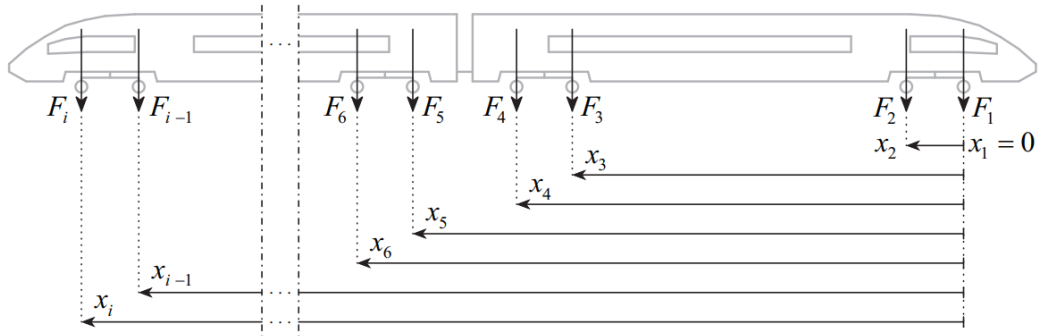 ...
F_i F_{i-1} F_6 F_5 F_4 F_3 F_2 F_1
x_2 x_1 = 0
x_3
x_4
x_5
x_6
x_{i-1} ...
x_i ...